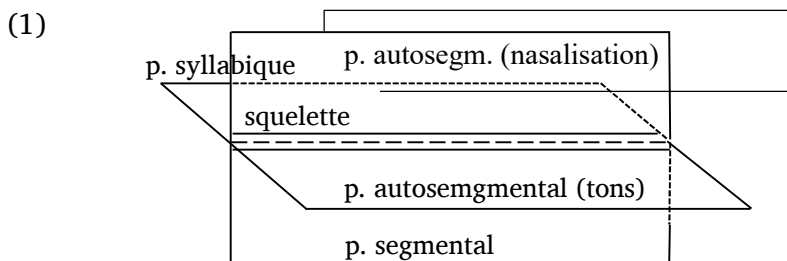 (1)
p. autosegm. (nasalisation)
p. syllabique
squelette
p. autosemgmental (tons)
p. segmental